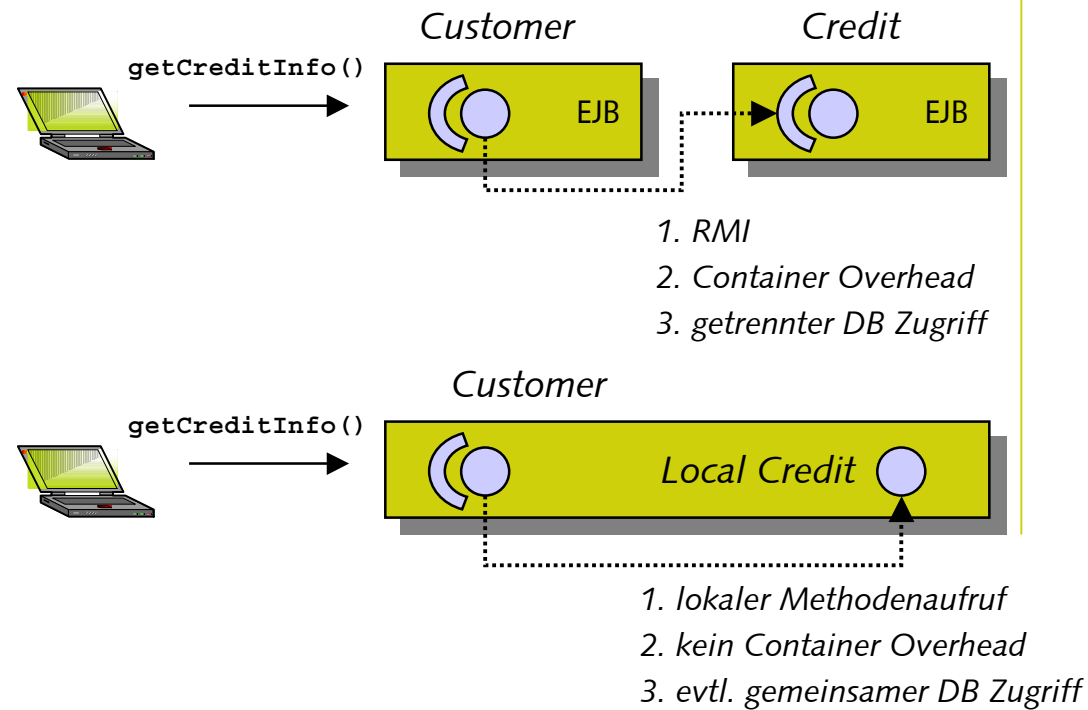 Customer
Credit
getCreditInfo()
EJB
EJB
1. RMI
2. Container Overhead
3. getrennter DB Zugriff
Customer
getCreditInfo()
Local Credit
1. lokaler Methodenaufruf
2. kein Container Overhead
3. evtl. gemeinsamer DB Zugriff